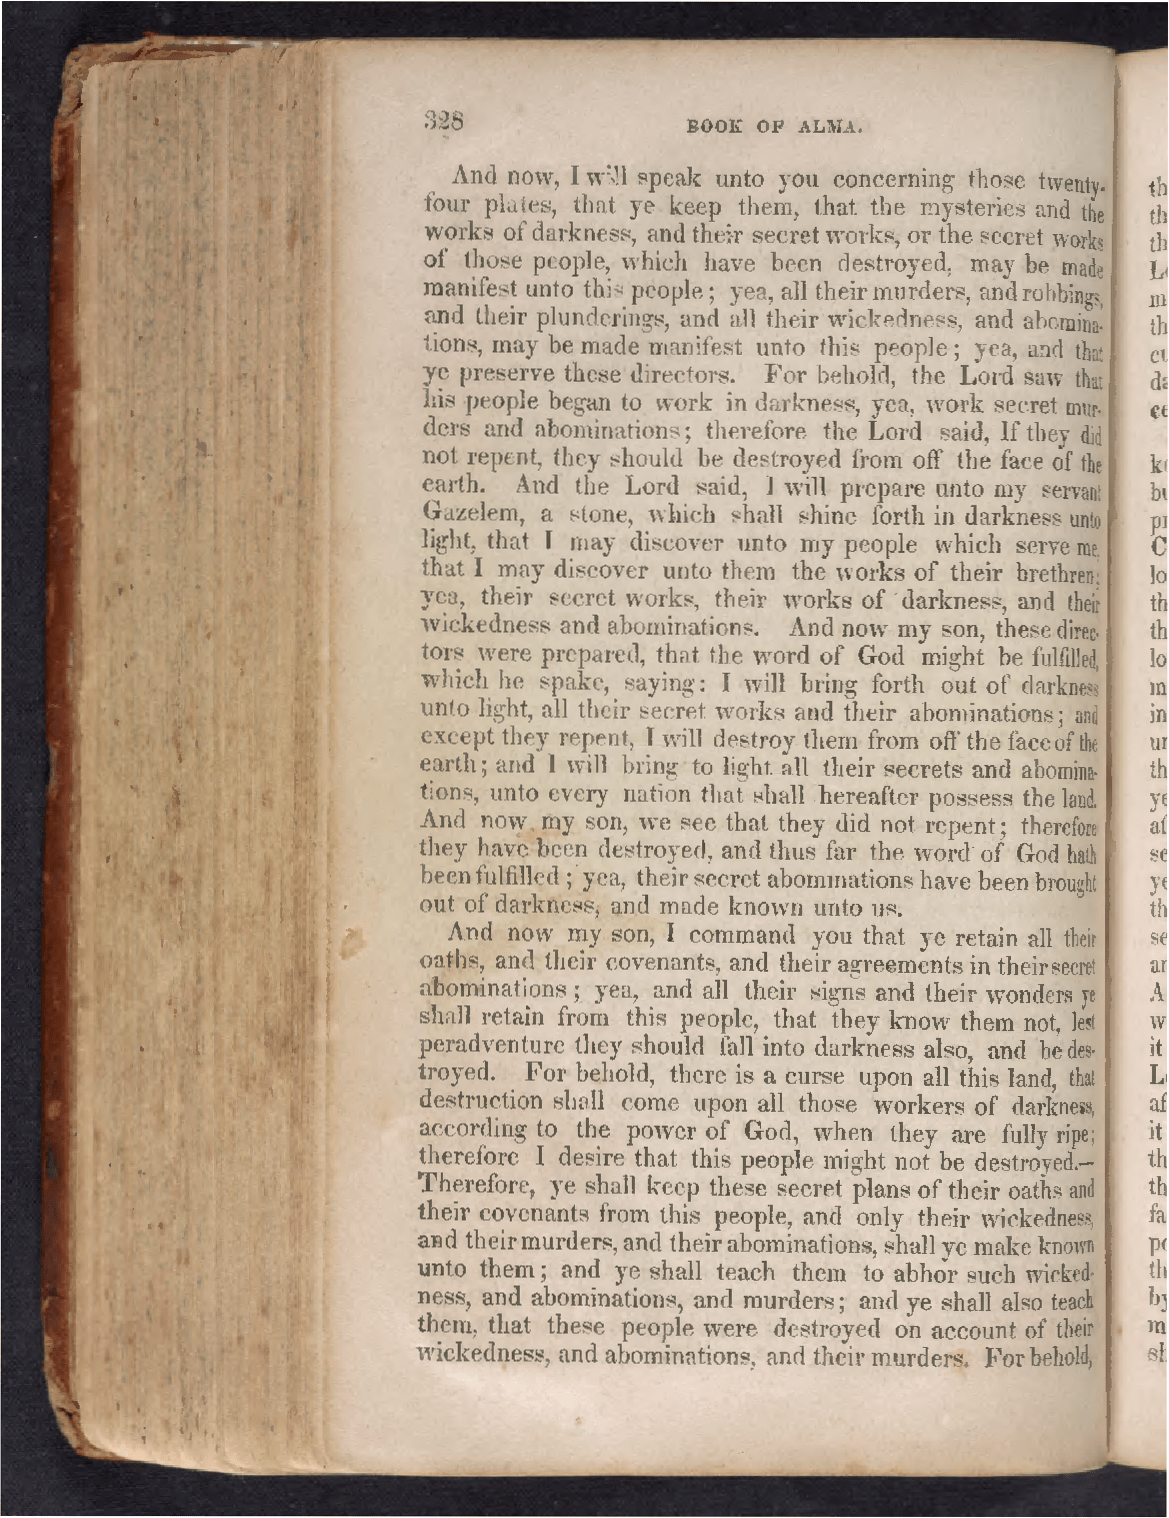 328
BOOK OF ALMA.
And now, I will speak unto you concerning those twenty-
four plates, that ye keep them, that the mysteries and the
works of darkness, and their secret works, or the secret works
of those people, which have been destroyed, may be made
manifest unto this people; yea, all their murders, and robbings,
and their plunderings, and all their wickedness, and abomina-
tions, may be made manifest unto this people; yea, and that
ye preserve these directors. For behold, the Lord saw that
his people began to work in darkness, yea, work secret mur-
ders and abominations; therefore the Lord said, If they did
not repent, they should be destroyed from off the face of the
earth. And the Lord said, I will prepare unto my servant
Gazelem, a stone, which shall shine forth in darkness unto
light, that I may discover unto my people which serve me,
that I may discover unto them the works of their brethren;
yea, their secret works, their works of darkness, and their
wickedness and abominations. And now my son, these direc-
tors were prepared, that the word of God might be fulfilled,
which he spake, saying: I will bring forth out of darkness
unto light, all their secret works and their abominations; and
except they repent, I will destroy them from off the face of the
earth; and I will bring to light all their secrets and abomina-
tions, unto every nation that shall hereafter possess the land.
And now my son, we see that they did not repent; therefore
they have been destroyed, and thus far the word of God hath
been fulfilled; yea, their secret abominations have been brought
out of darkness, and made known unto us.
And now my son, I command you that ye retain all their
oaths, and their covenants, and their agreements in their secret
abominations; yea, and all their signs and their wonders ye
shall retain from this people, that they know them not, lest
peradventure they should fall into darkness also, and be des-
troyed. For behold, there is a curse upon all this land, that
destruction shall come upon all those workers of darkness,
according to the power of God, when they are fully ripe;
therefore I desire that this people might not be destroyed.—
Therefore, ye shall keep these secret plans of their oaths and
their covenants from this people, and only their wickedness,
and their murders, and their abominations, shall ye make known
unto them; and ye shall teach them to abhor such wicked-
ness, and abominations, and murders; and ye shall also teach
them, that these people were destroyed on account of their
wickedness, and abominations, and their murders. For behold,